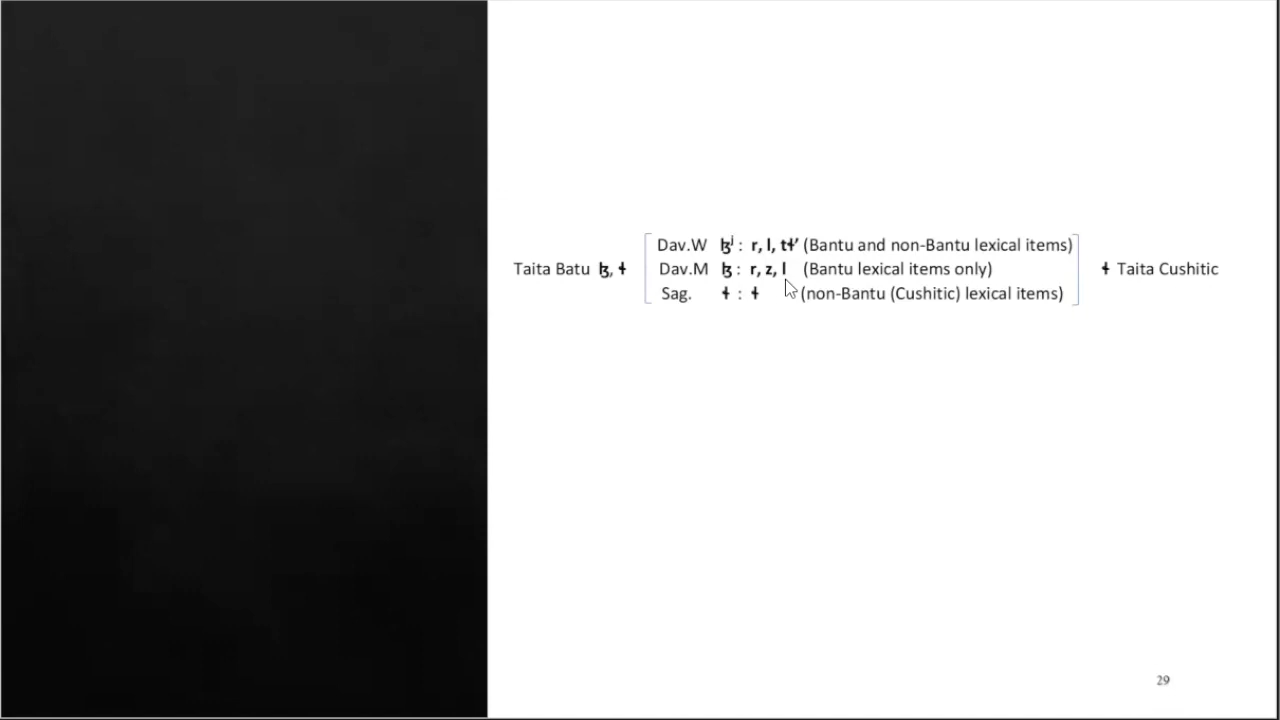 Dav.W ɮʲ : r, l, tɬ’ (Bantu and non-Bantu lexical items)
Taita Batu ɮ, ɬ Dav.M ɮ : r, z, l (Bantu lexical items only) ɬ Taita Cushitic
Sag. ɬ : ɬ (non-Bantu (Cushitic) lexical items)
29